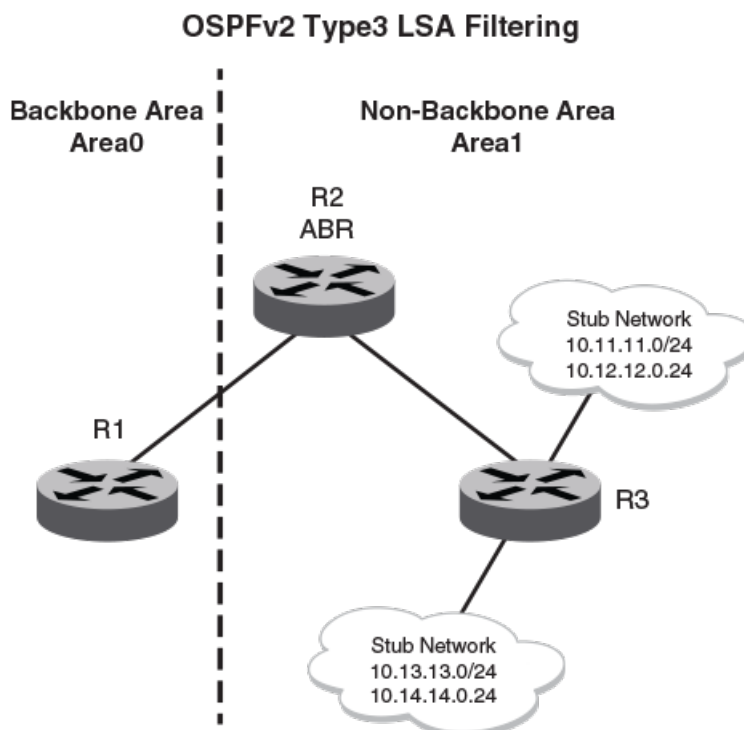 OSPFv2 Type3 LSA Filtering
Backbone Area
Area0
Non-Backbone Area
Area1
R2
ABR
Stub Network
10.11.11.0/24
10.12.12.0.24
R1
R3
Stub Network
10.13.13.0/24
10.14.14.0.24